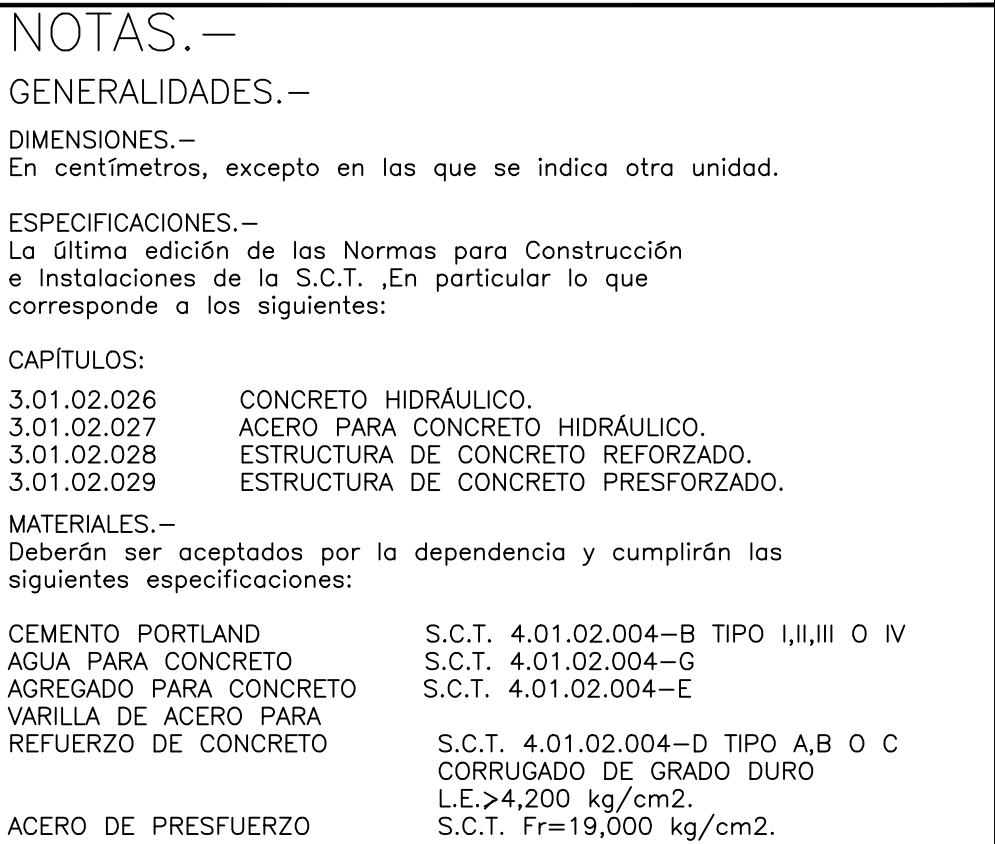 NOTAS.—
GENERALIDADES.—
DIMENSIONES.—
En centímetros, excepto en las que se indica otra unidad.
ESPECIFICACIONES.—
La última edición de las Normas para Construcción
e Instalaciones de la S.C.T. ,En particular lo que
corresponde a los siguientes:
CAPÍTULOS:
3.01.02.026 CONCRETO HIDRÁULICO.
3.01.02.027 ACERO PARA CONCRETO HIDRÁULICO.
3.01.02.028 ESTRUCTURA DE CONCRETO REFORZADO.
3.01.02.029 ESTRUCTURA DE CONCRETO PRESFORZADO.
MATERIALES.—
Deberán ser aceptados por la dependencia y cumplirán las
siguientes especificaciones:
CEMENTO PORTLAND S.C.T. 4.01.02.004—B TIPO I,II,III O IV
AGUA PARA CONCRETO S.C.T. 4.01.02.004—G
AGREGADO PARA CONCRETO S.C.T. 4.01.02.004—E
VARILLA DE ACERO PARA
REFUERZO DE CONCRETO S.C.T. 4.01.02.004—D TIPO A,B O C
CORRUGADO DE GRADO DURO
L.E.>4,200 kg/cm2.
ACERO DE PRESFUERZO S.C.T. Fr=19,000 kg/cm2.